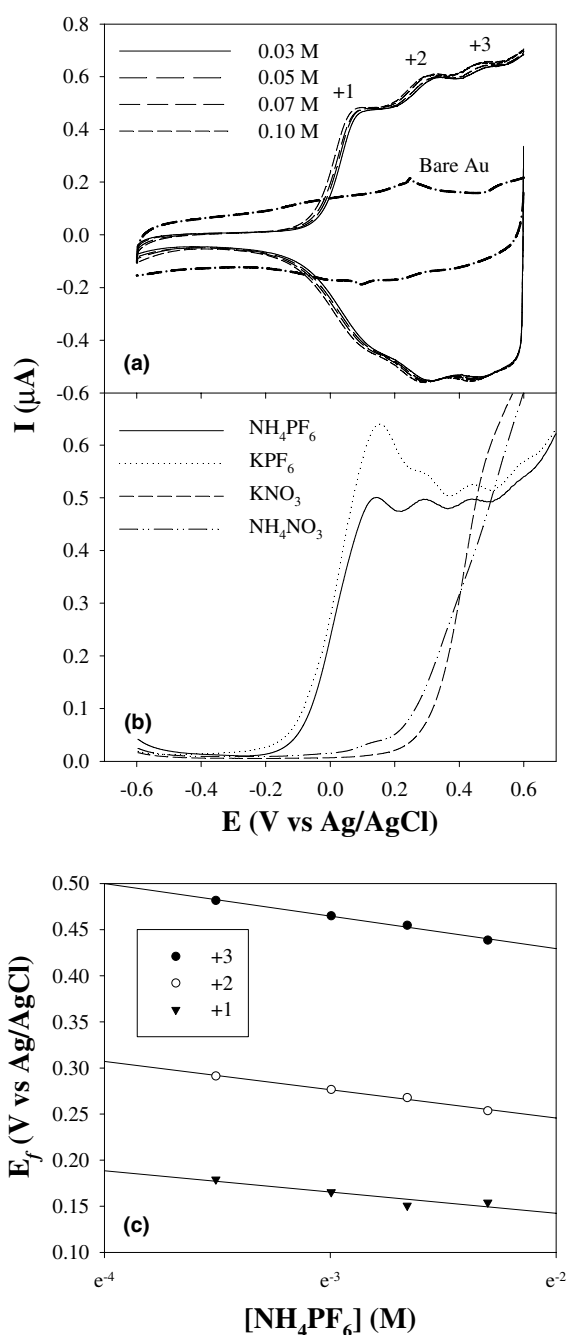 0.8
0.03 M
0.05 M
0.07 M
0.10 M
+1
+2
+3
0.6
0.4
0.2
0.0
-0.2
-0.4
-0.6
Bare Au
(a)
I (μA)
NH₄PF₆
KPF₆
KNO₃
NH₄NO₃
0.6
0.5
0.4
0.3
0.2
0.1
0.0
(b)
-0.6 -0.4 -0.2 0.0 0.2 0.4 0.6
E (V vs Ag/AgCl)
0.50
0.45
0.40
0.35
0.30
0.25
0.20
0.15
0.10
+3
+2
+1
E_f (V vs Ag/AgCl)
(c)
e⁻⁴ e⁻³ e⁻²
[NH₄PF₆] (M)